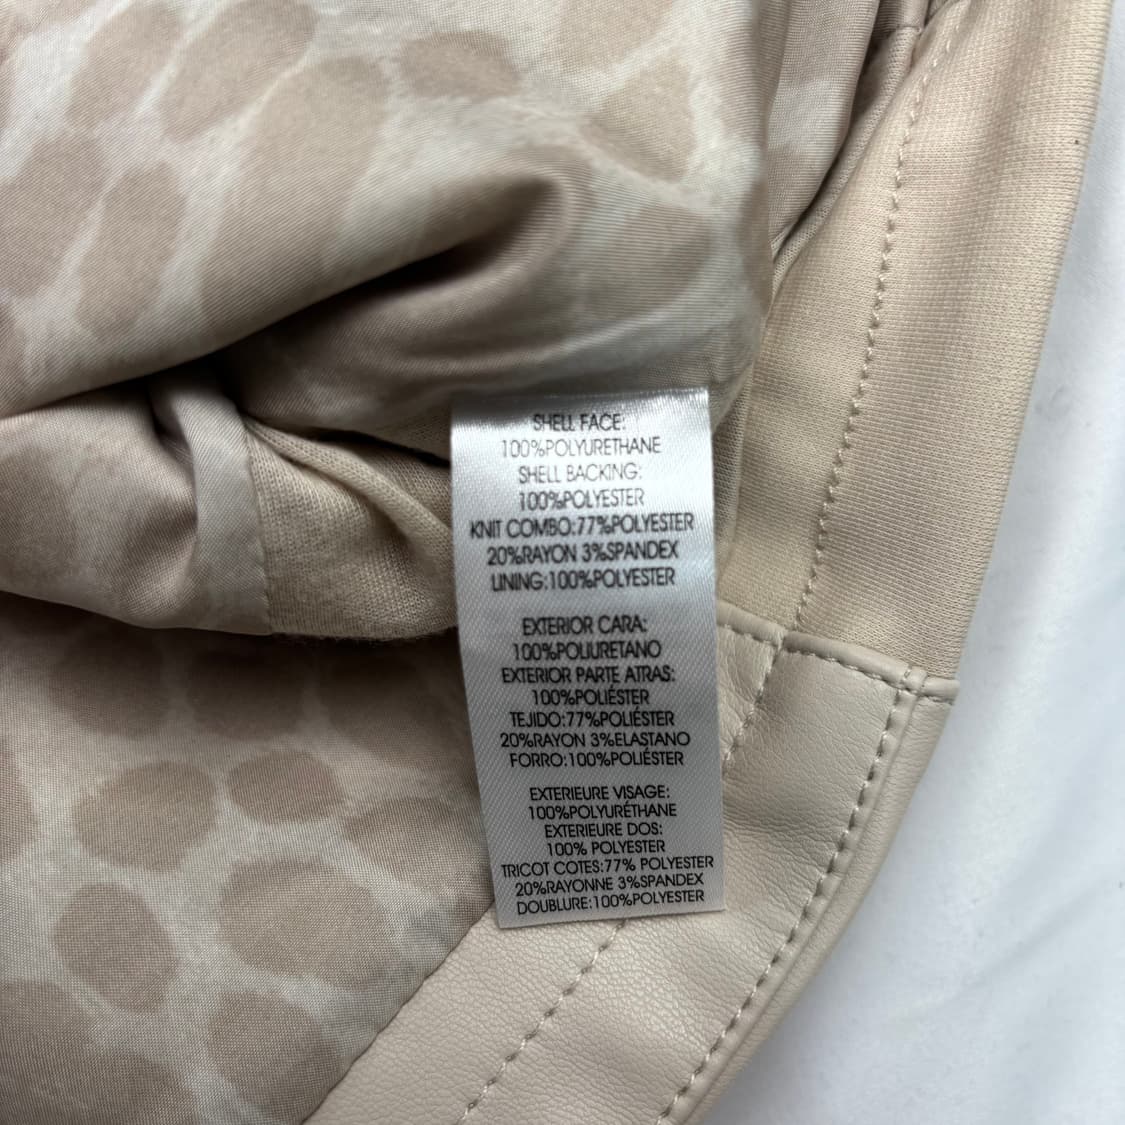 SHELL FACE:
100%POLYURETHANE
SHELL BACKING:
100%POLYESTER
KNIT COMBO:77%POLYESTER
20%RAYON 3%SPANDEX
LINING:100%POLYESTER
EXTERIOR CARA:
100%POLIURETANO
EXTERIOR PARTE ATRAS:
100%POLIÉSTER
TEJIDO:77%POLIÉSTER
20%RAYON 3%ELASTANO
FORRO:100%POLIÉSTER
EXTERIEURE VISAGE:
100%POLYURÉTHANE
EXTERIEURE DOS:
100% POLYESTER
TRICOT COTES:77% POLYESTER
20%RAYONNE 3%SPANDEX
DOUBLURE:100%POLYESTER